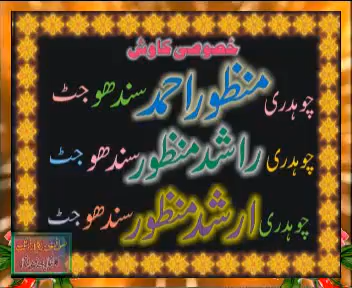 خصوصی کاوش
چوہدری منظور احمد سندھو جٹ
چوہدری راشد منظور سندھو جٹ
چوہدری ارشد منظور سندھو جٹ